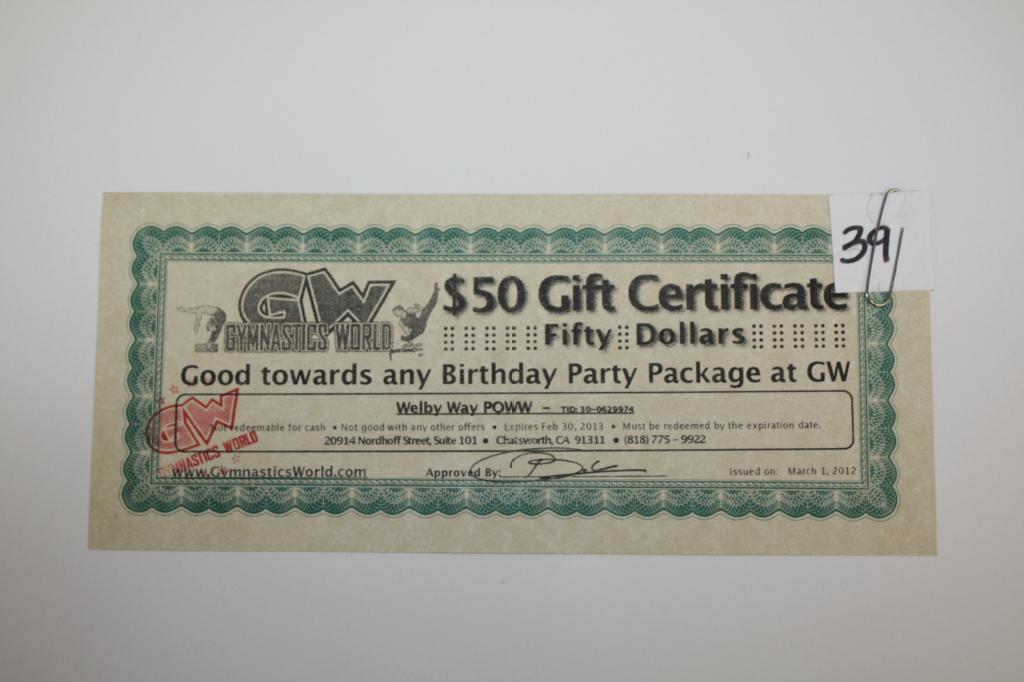 39
GW
GYMNASTICS WORLD
$50 Gift Certificate
Fifty Dollars
Good towards any Birthday Party Package at GW
Welby Way POWW – TID: 30-0629974
Not redeemable for cash • Not good with any other offers • Expires Feb 30, 2013 • Must be redeemed by the expiration date.
20914 Nordhoff Street, Suite 101 • Chatsworth, CA 91311 • (818) 775 – 9922
GW
GYMNASTICS WORLD
www.GymnasticsWorld.com Approved By: Issued on: March 1, 2012